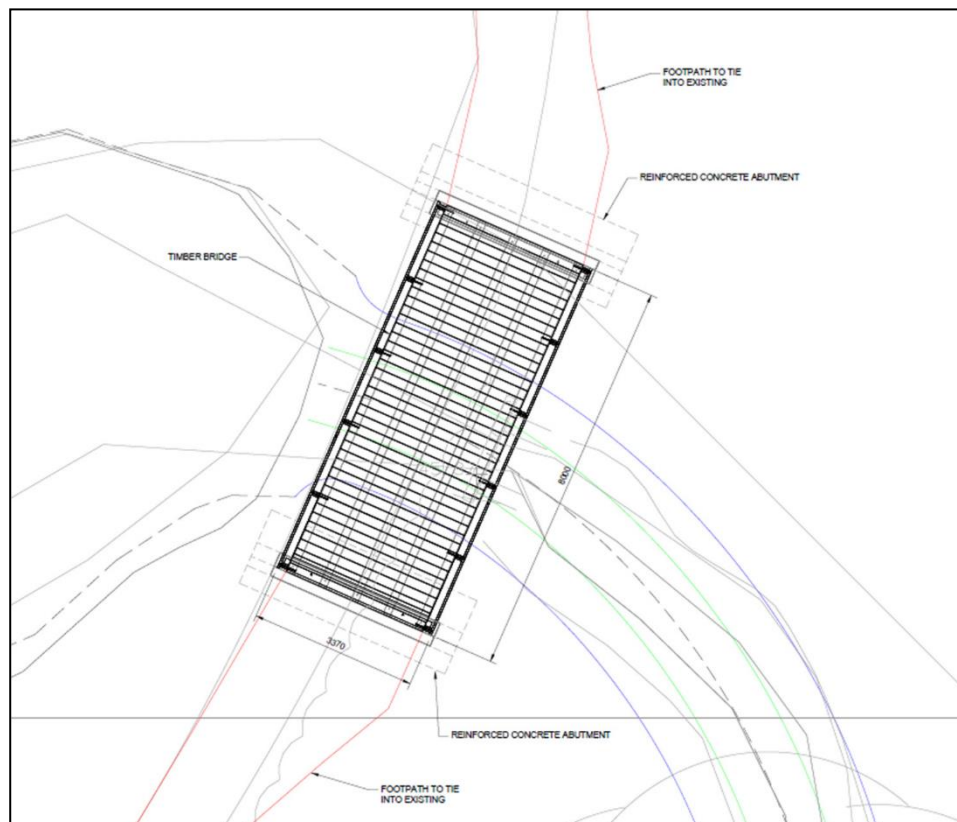 FOOTPATH TO TIE
INTO EXISTING
REINFORCED CONCRETE ABUTMENT
TIMBER BRIDGE
8000
3370
REINFORCED CONCRETE ABUTMENT
FOOTPATH TO TIE
INTO EXISTING